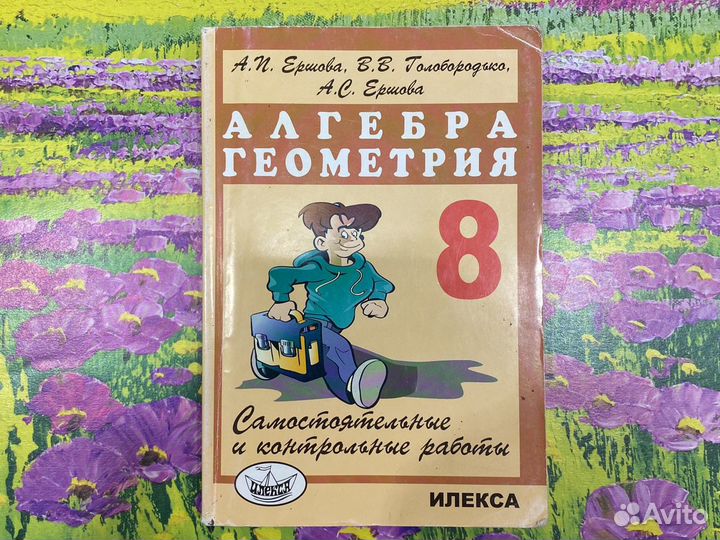 А.П. Ершова, В.В. Голобородько,
А.С. Ершова
АЛГЕБРА
ГЕОМЕТРИЯ
8
Самостоятельные
и контрольные работы
ИЛЕКСА
ИЛЕКСА
Avito